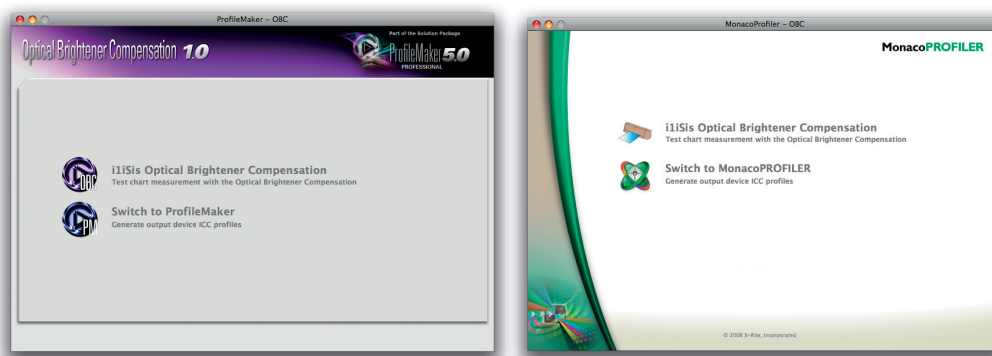 ProfileMaker - OBC
Optical Brightener Compensation 1.0
Part of the Solution Package
ProfileMaker 5.0
PROFESSIONAL
i1iSis Optical Brightener Compensation
Test chart measurement with the Optical Brightener Compensation
OBC
Switch to ProfileMaker
Generate output device ICC profiles
PM
MonacoProfiler - OBC
MonacoPROFILER
i1iSis Optical Brightener Compensation
Test chart measurement with the Optical Brightener Compensation
Switch to MonacoPROFILER
Generate output device ICC profiles
© 2008 X-Rite, Incorporated